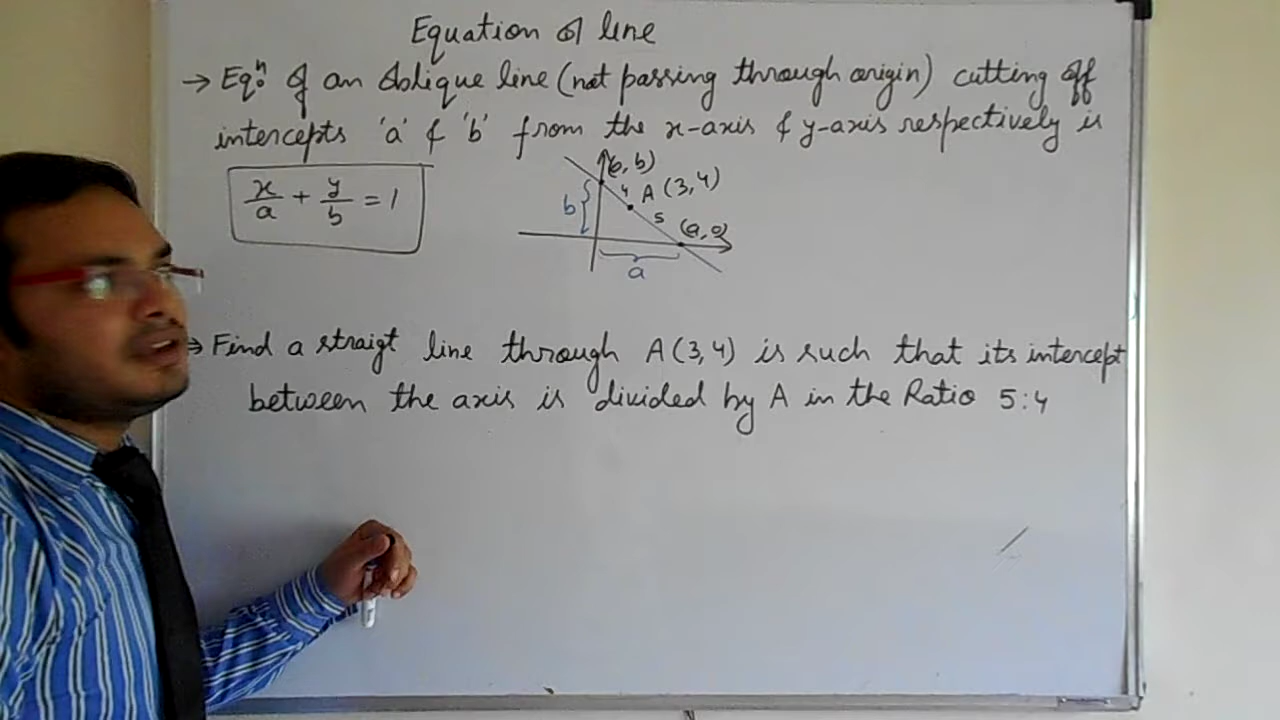 Equation of line
→ Eqⁿ of an oblique line (not passing through origin) cutting off
intercepts 'a' & 'b' from the x-axis & y-axis respectively is
x/a + y/b = 1
(0, b)
4 A (3,4)
b
5
(a, 0)
a
⇒ Find a straigt line through A(3,4) is such that its intercept
between the axis is divided by A in the Ratio 5:4